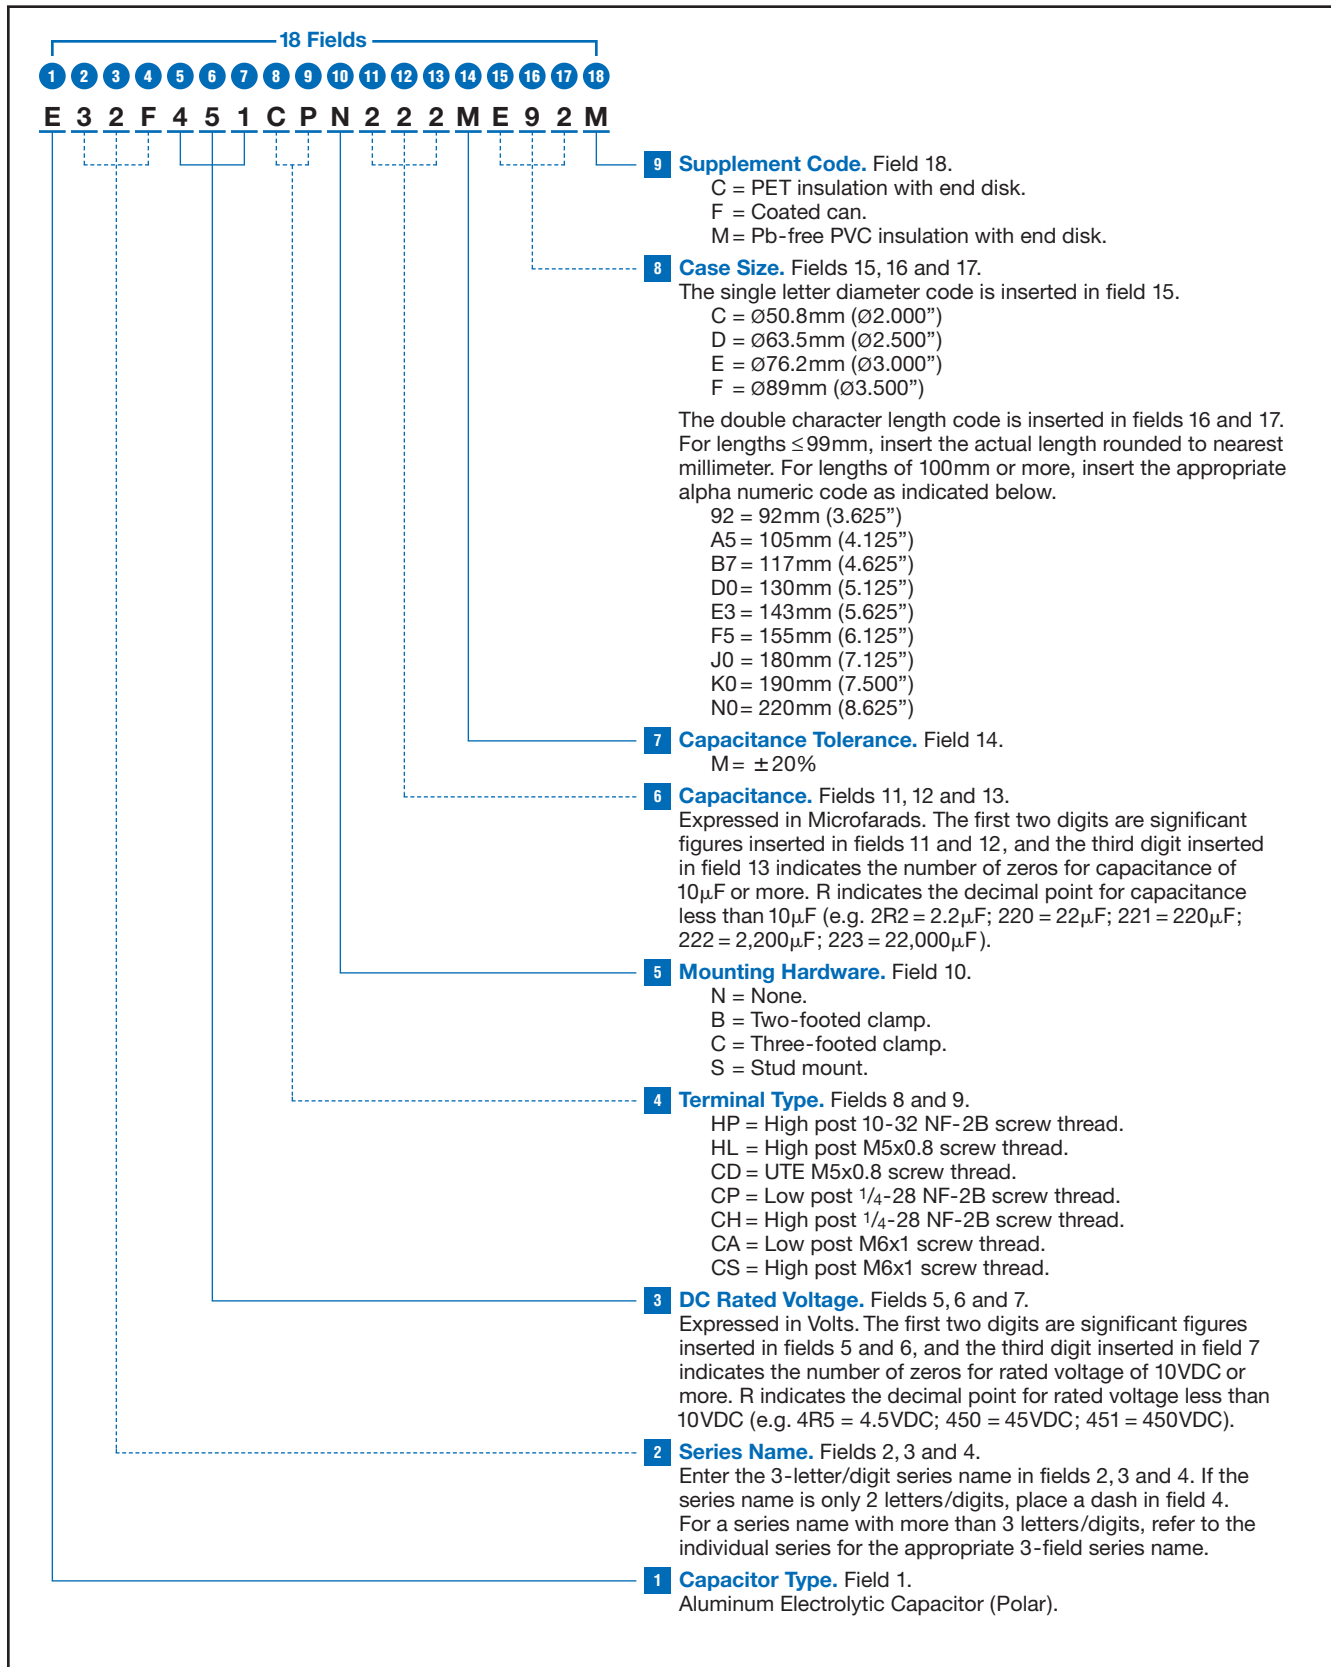 18 Fields
1 2 3 4 5 6 7 8 9 10 11 12 13 14 15 16 17 18
E 3 2 F 4 5 1 C P N 2 2 2 M E 9 2 M
9 Supplement Code. Field 18.
C = PET insulation with end disk.
F = Coated can.
M = Pb-free PVC insulation with end disk.
8 Case Size. Fields 15, 16 and 17.
The single letter diameter code is inserted in field 15.
C = Ø50.8mm (Ø2.000”)
D = Ø63.5mm (Ø2.500”)
E = Ø76.2mm (Ø3.000”)
F = Ø89mm (Ø3.500”)
The double character length code is inserted in fields 16 and 17.
For lengths ≤99mm, insert the actual length rounded to nearest
millimeter. For lengths of 100mm or more, insert the appropriate
alpha numeric code as indicated below.
92 = 92mm (3.625”)
A5 = 105mm (4.125”)
B7 = 117mm (4.625”)
D0 = 130mm (5.125”)
E3 = 143mm (5.625”)
F5 = 155mm (6.125”)
J0 = 180mm (7.125”)
K0 = 190mm (7.500”)
N0 = 220mm (8.625”)
7 Capacitance Tolerance. Field 14.
M = ±20%
6 Capacitance. Fields 11, 12 and 13.
Expressed in Microfarads. The first two digits are significant
figures inserted in fields 11 and 12, and the third digit inserted
in field 13 indicates the number of zeros for capacitance of
10µF or more. R indicates the decimal point for capacitance
less than 10µF (e.g. 2R2 = 2.2µF; 220 = 22µF; 221 = 220µF;
222 = 2,200µF; 223 = 22,000µF).
5 Mounting Hardware. Field 10.
N = None.
B = Two-footed clamp.
C = Three-footed clamp.
S = Stud mount.
4 Terminal Type. Fields 8 and 9.
HP = High post 10-32 NF-2B screw thread.
HL = High post M5x0.8 screw thread.
CD = UTE M5x0.8 screw thread.
CP = Low post 1/4-28 NF-2B screw thread.
CH = High post 1/4-28 NF-2B screw thread.
CA = Low post M6x1 screw thread.
CS = High post M6x1 screw thread.
3 DC Rated Voltage. Fields 5, 6 and 7.
Expressed in Volts. The first two digits are significant figures
inserted in fields 5 and 6, and the third digit inserted in field 7
indicates the number of zeros for rated voltage of 10VDC or
more. R indicates the decimal point for rated voltage less than
10VDC (e.g. 4R5 = 4.5VDC; 450 = 45VDC; 451 = 450VDC).
2 Series Name. Fields 2, 3 and 4.
Enter the 3-letter/digit series name in fields 2, 3 and 4. If the
series name is only 2 letters/digits, place a dash in field 4.
For a series name with more than 3 letters/digits, refer to the
individual series for the appropriate 3-field series name.
1 Capacitor Type. Field 1.
Aluminum Electrolytic Capacitor (Polar).